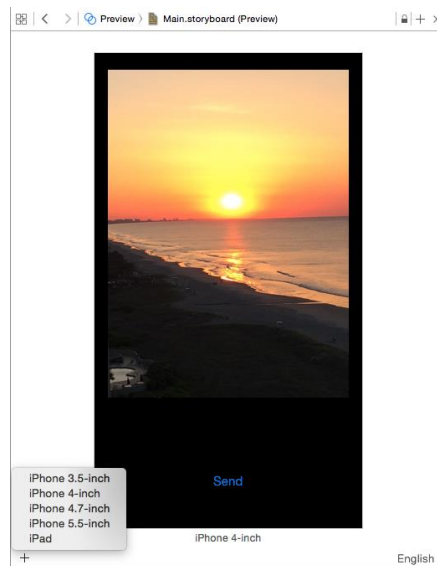 Preview 〉 Main.storyboard (Preview)
Send
iPhone 3.5-inch
iPhone 4-inch
iPhone 4.7-inch
iPhone 5.5-inch
iPad
iPhone 4-inch
English